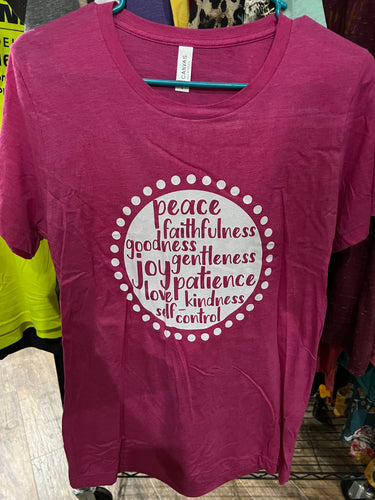 CANVAS
peace
faithfulness
goodness
gentleness
joy
patience
love
kindness
self-
control